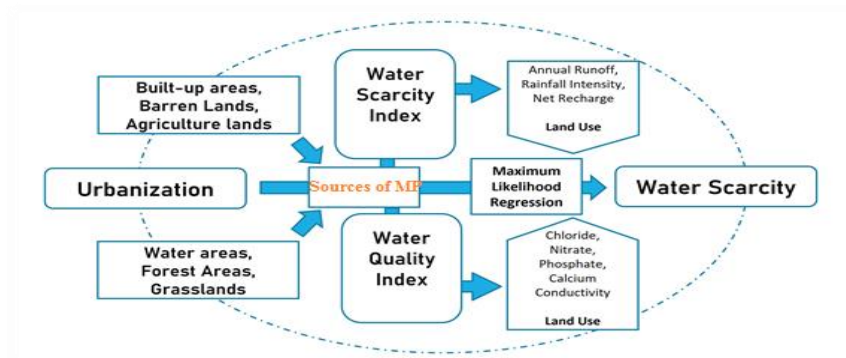 Water
Scarcity
Index
Annual Runoff,
Rainfall Intensity,
Net Recharge
Land Use
Built-up areas,
Barren Lands,
Agriculture lands
Urbanization
Sources of MP
Maximum
Likelihood
Regression
Water Scarcity
Water areas,
Forest Areas,
Grasslands
Water
Quality
Index
Chloride,
Nitrate,
Phosphate,
Calcium
Conductivity
Land Use